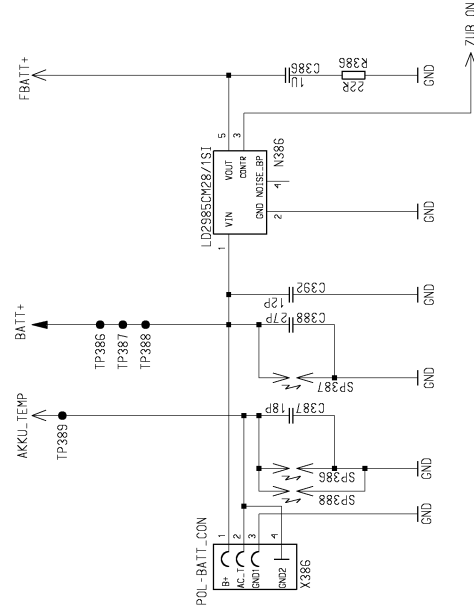 ZUB_ON
FBATT+
C386
1U
R386
22R
GND
5
3
VOUT
CONTR
NOISE_BP
N386
LD2985CM28/1SI
4
VIN
GND
2
GND
1
C392
12P
GND
BATT+
TP386
TP387
TP388
C388
27P
SP387
GND
AKKU_TEMP
TP389
C387
18P
SP386
GND
SP388
GND
POL-BATT_CON
1
2
3
4
B+
AC_T
GND1
GND2
X386